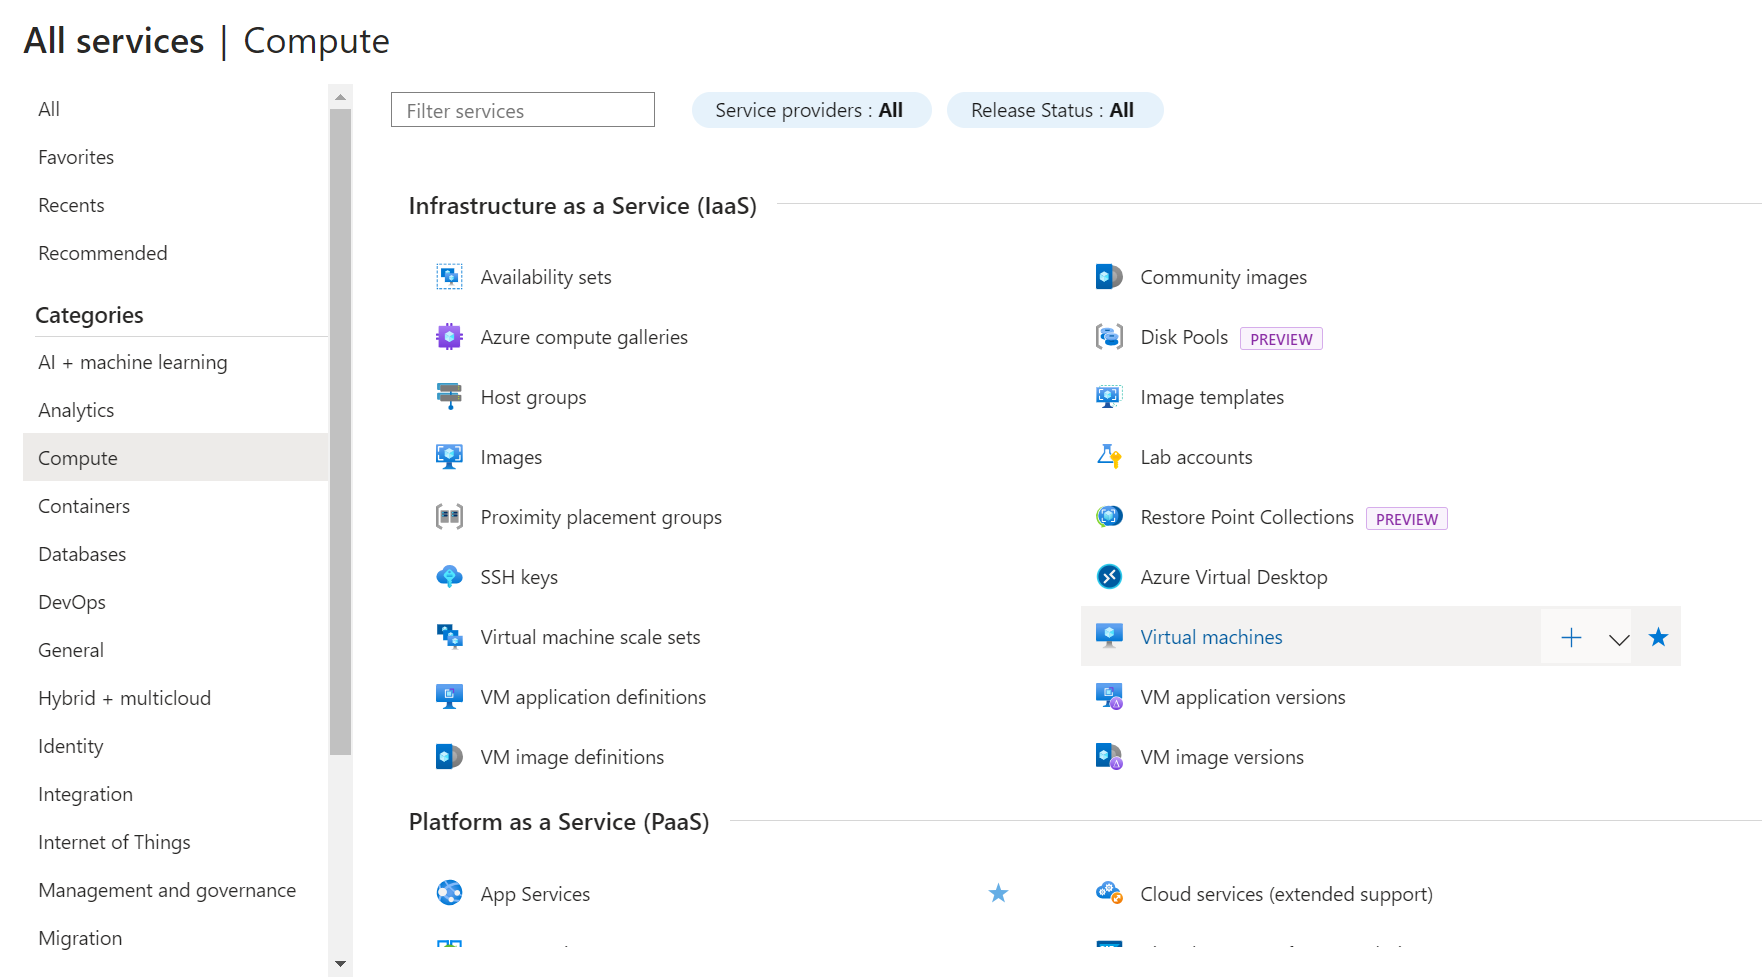 All services | Compute
All
Favorites
Recents
Recommended
Categories
AI + machine learning
Analytics
Compute
Containers
Databases
DevOps
General
Hybrid + multicloud
Identity
Integration
Internet of Things
Management and governance
Migration
Filter services
Service providers : All
Release Status : All
Infrastructure as a Service (IaaS)
Availability sets
Community images
Azure compute galleries
Disk Pools PREVIEW
Host groups
Image templates
Images
Lab accounts
Proximity placement groups
Restore Point Collections PREVIEW
SSH keys
Azure Virtual Desktop
Virtual machine scale sets
Virtual machines
VM application definitions
VM application versions
VM image definitions
VM image versions
Platform as a Service (PaaS)
App Services
Cloud services (extended support)